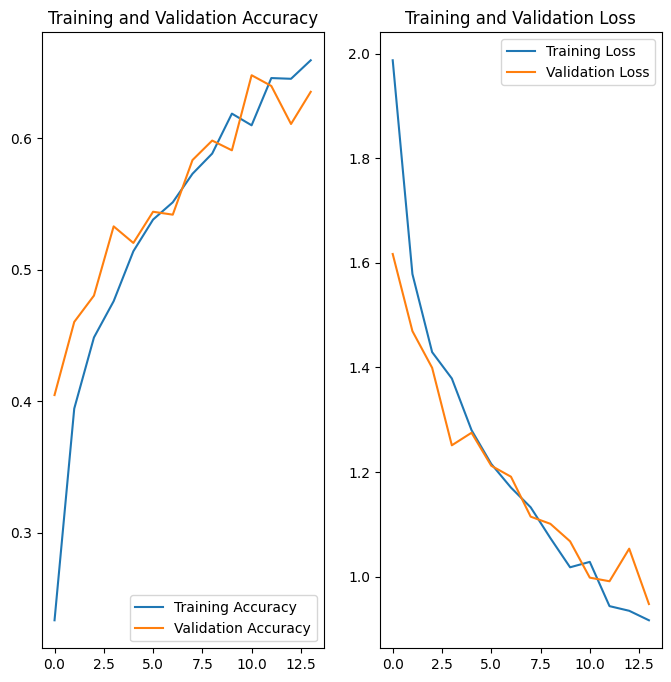 Training and Validation Accuracy
0.6
0.5
0.4
0.3
Training Accuracy
Validation Accuracy
0.0 2.5 5.0 7.5 10.0 12.5
Training and Validation Loss
Training Loss
Validation Loss
2.0
1.8
1.6
1.4
1.2
1.0
0.0 2.5 5.0 7.5 10.0 12.5